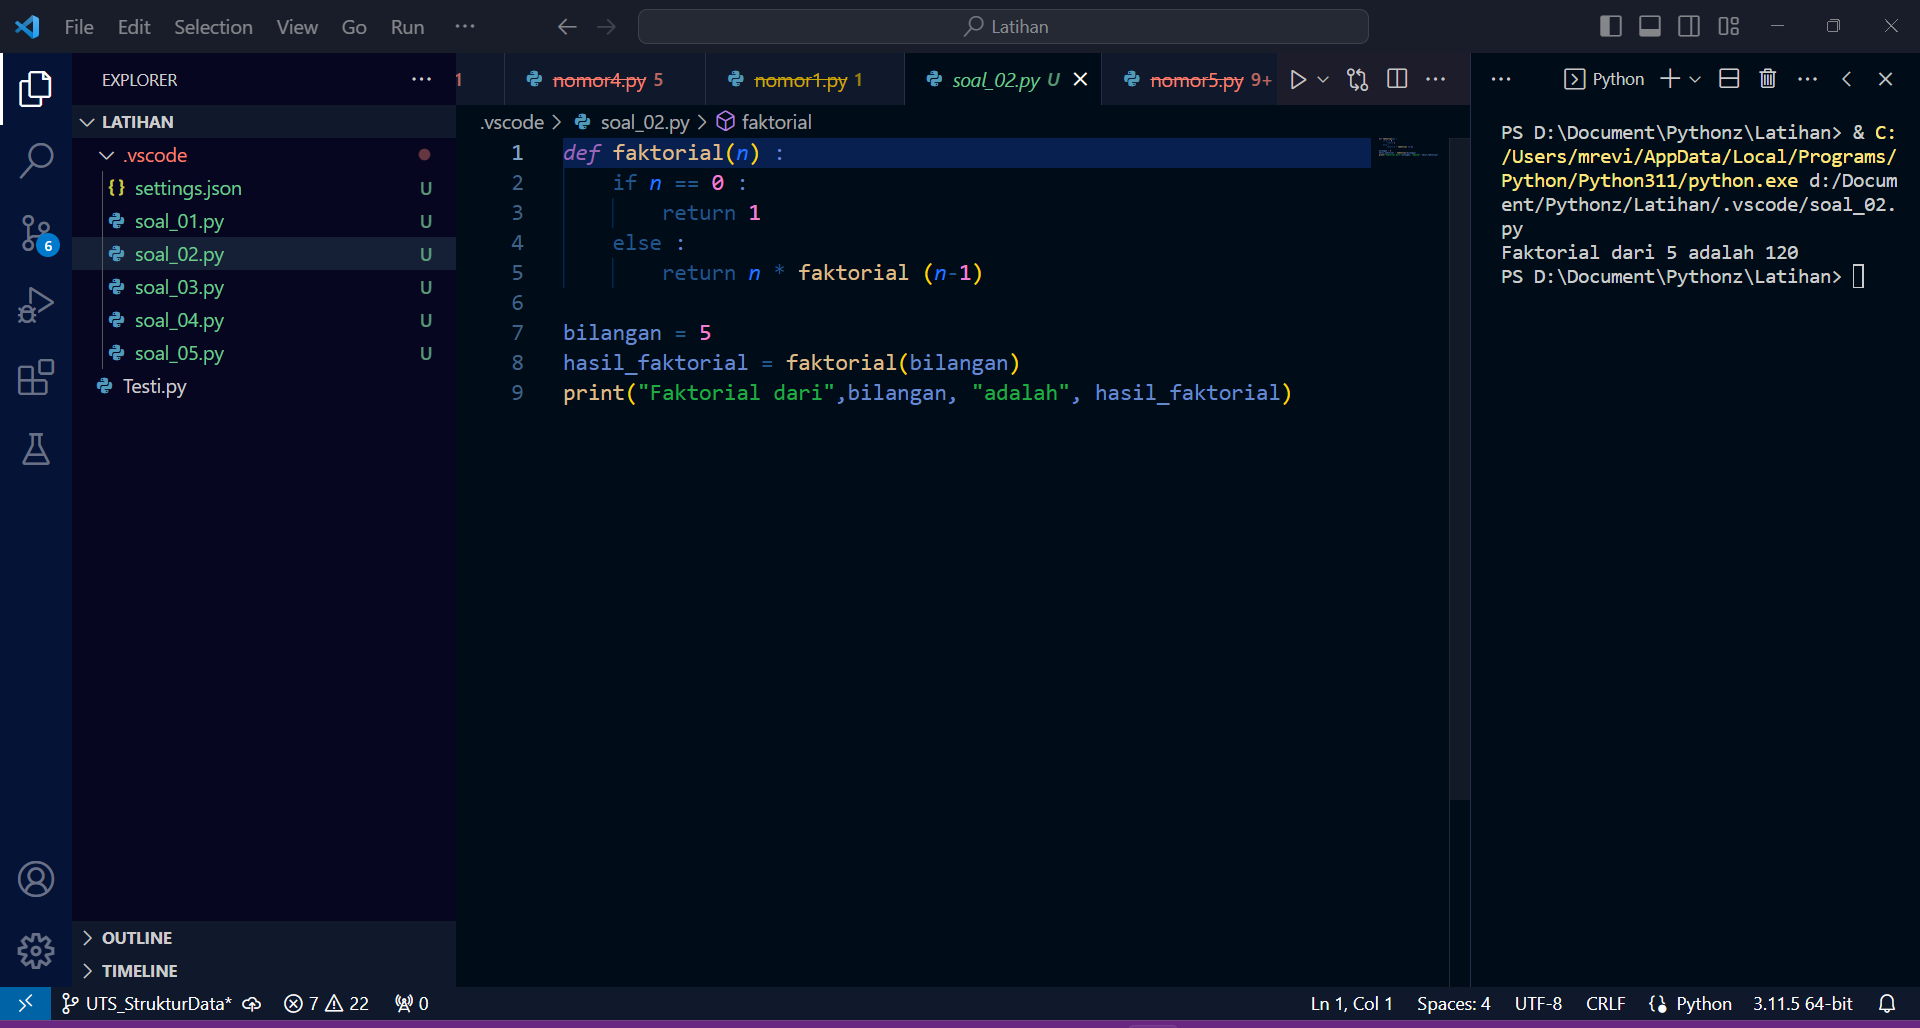 File Edit Selection View Go Run ··· Latihan
EXPLORER ···
LATIHAN
.vscode
settings.json U
soal_01.py U
soal_02.py U
soal_03.py U
soal_04.py U
soal_05.py U
Testi.py
OUTLINE
TIMELINE
1 nomor4.py 5 nomor1.py 1 soal_02.py U nomor5.py 9+ ···
.vscode > soal_02.py > faktorial
1 def faktorial(n) :
2     if n == 0 :
3         return 1
4     else :
5         return n * faktorial (n-1)
6
7 bilangan = 5
8 hasil_faktorial = faktorial(bilangan)
9 print("Faktorial dari",bilangan, "adalah", hasil_faktorial)
··· Python ···
PS D:\Document\Pythonz\Latihan> & C:
/Users/mrevi/AppData/Local/Programs/
Python/Python311/python.exe d:/Docum
ent/Pythonz/Latihan/.vscode/soal_02.
py
Faktorial dari 5 adalah 120
PS D:\Document\Pythonz\Latihan>
6
UTS_StrukturData* 7 22 0 Ln 1, Col 1 Spaces: 4 UTF-8 CRLF Python 3.11.5 64-bit